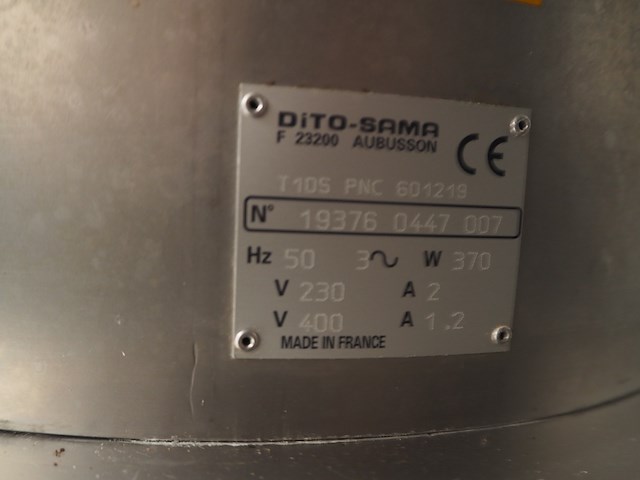 DiTO-SAMA
F 23200 AUBUSSON
CE
T105 PNC 601219
N° 19376 0447 007
Hz 50 3~ W 370
V 230 A 2
V 400 A 1.2
MADE IN FRANCE